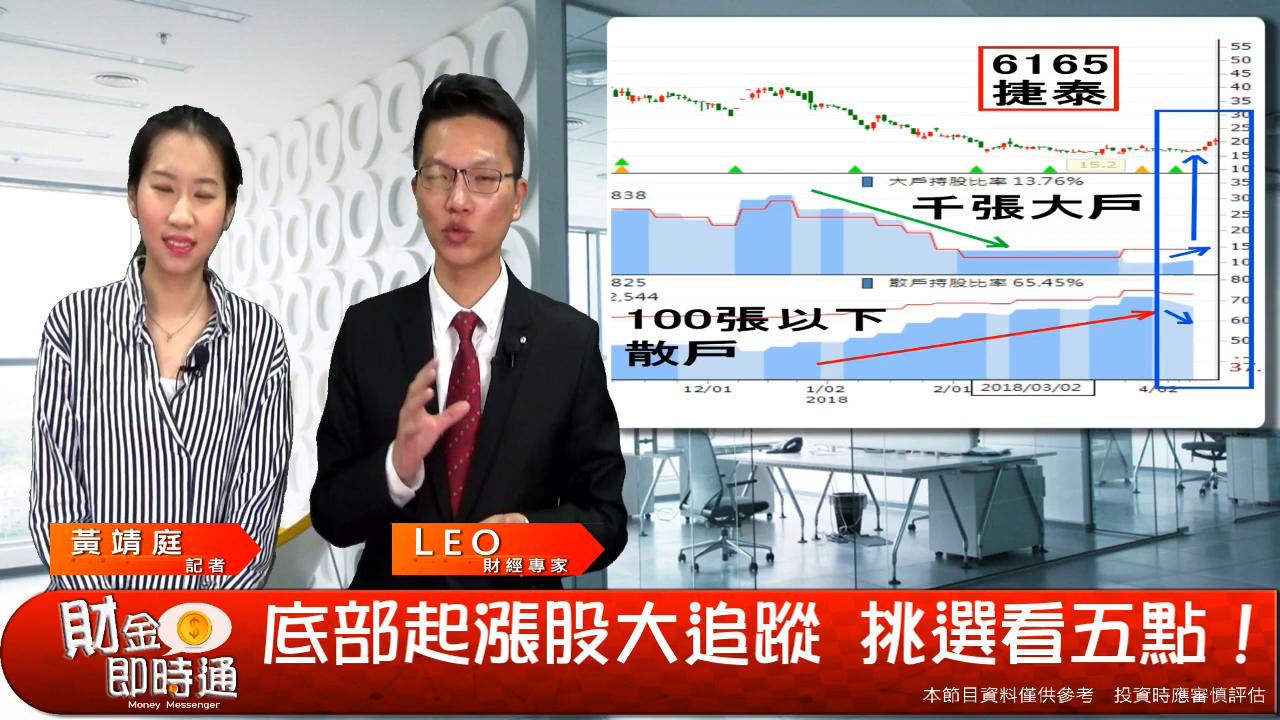 6165
捷泰
55
50
45
40
35
30
25
20
15
10
15.2
大戶持股比率 13.76%
838
千張大戶
35
30
25
20
15
10
散戶持股比率 65.45%
825
2,544
100張以下
散戶
80
70
60
50
37.
12/01
1/02
2/01
2018/03/02
4/02
2018
黃靖庭
記者
LEO
財經專家
財金
即時通
Money Messenger
$
底部起漲股大追蹤 挑選看五點！
本節目資料僅供參考 投資時應審慎評估